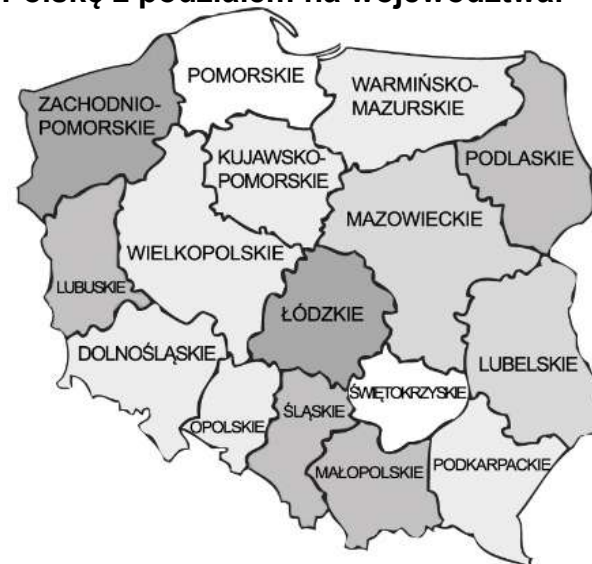 Polskę z podziałem na województwa.
POMORSKIE
WARMIŃSKO-
MAZURSKIE
ZACHODNIO-
POMORSKIE
PODLASKIE
KUJAWSKO-
POMORSKIE
MAZOWIECKIE
WIELKOPOLSKIE
LUBUSKIE
ŁÓDZKIE
DOLNOŚLĄSKIE
LUBELSKIE
ŚWIĘTOKRZYSKIE
ŚLĄSKIE
OPOLSKIE
MAŁOPOLSKIE
PODKARPACKIE